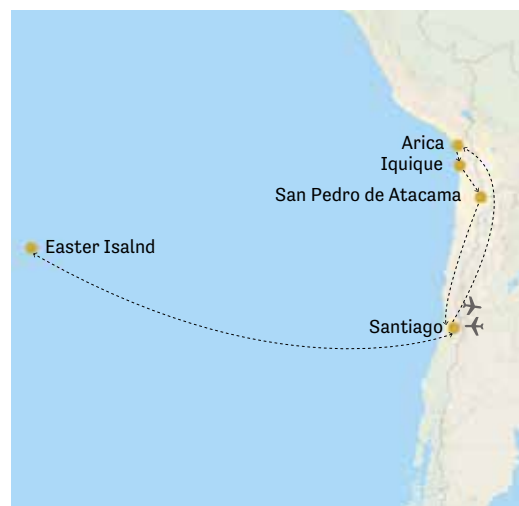 Arica
Iquique
San Pedro de Atacama
Easter Isalnd
Santiago